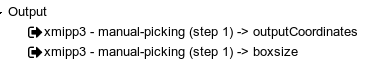 Output
xmipp3 - manual-picking (step 1) -> outputCoordinates
xmipp3 - manual-picking (step 1) -> boxsize